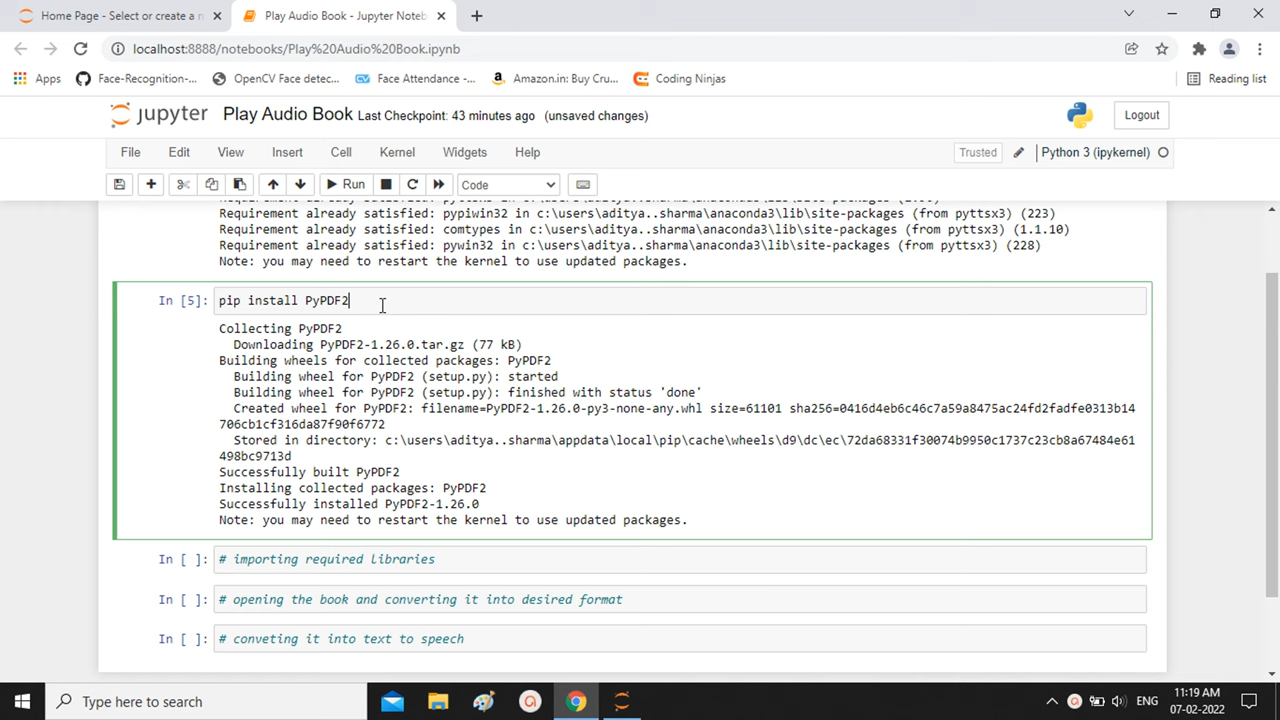 Home Page - Select or create a n
Play Audio Book - Jupyter Noteb
localhost:8888/notebooks/Play%20Audio%20Book.ipynb
Apps
Face-Recognition-...
OpenCV Face detec...
Face Attendance -...
Amazon.in: Buy Cru...
Coding Ninjas
Reading list
jupyter Play Audio Book Last Checkpoint: 43 minutes ago (unsaved changes)
Logout
File Edit View Insert Cell Kernel Widgets Help
Trusted
Python 3 (ipykernel)
Run
Code
Requirement already satisfied: pypiwin32 in c:\users\aditya..sharma\anaconda3\lib\site-packages (from pyttsx3) (223)
Requirement already satisfied: comtypes in c:\users\aditya..sharma\anaconda3\lib\site-packages (from pyttsx3) (1.1.10)
Requirement already satisfied: pywin32 in c:\users\aditya..sharma\anaconda3\lib\site-packages (from pyttsx3) (228)
Note: you may need to restart the kernel to use updated packages.
In [5]: pip install PyPDF2
Collecting PyPDF2
Downloading PyPDF2-1.26.0.tar.gz (77 kB)
Building wheels for collected packages: PyPDF2
Building wheel for PyPDF2 (setup.py): started
Building wheel for PyPDF2 (setup.py): finished with status 'done'
Created wheel for PyPDF2: filename=PyPDF2-1.26.0-py3-none-any.whl size=61101 sha256=0416d4eb6c46c7a59a8475ac24fd2fadfe0313b14
706cb1cf316da87f90f6772
Stored in directory: c:\users\aditya..sharma\appdata\local\pip\cache\wheels\d9\dc\ec\72da68331f30074b9950c1737c23cb8a67484e61
498bc9713d
Successfully built PyPDF2
Installing collected packages: PyPDF2
Successfully installed PyPDF2-1.26.0
Note: you may need to restart the kernel to use updated packages.
In [ ]: # importing required libraries
In [ ]: # opening the book and converting it into desired format
In [ ]: # conveting it into text to speech
Type here to search
ENG
11:19 AM
07-02-2022